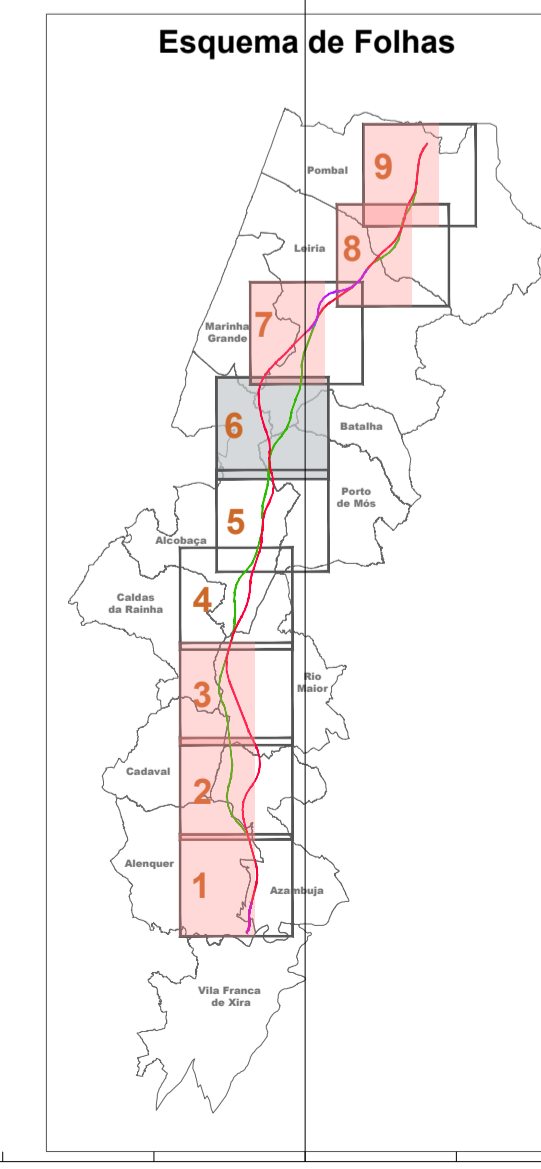 Esquema de Folhas
9
Pombal
8
Leiria
7
Marinha
Grande
6
Batalha
5
Porto
de Mós
Alcobaça
4
Caldas
da Rainha
3
Rio
Maior
2
Cadaval
1
Alenquer
Azambuja
Vila Franca
de Xira